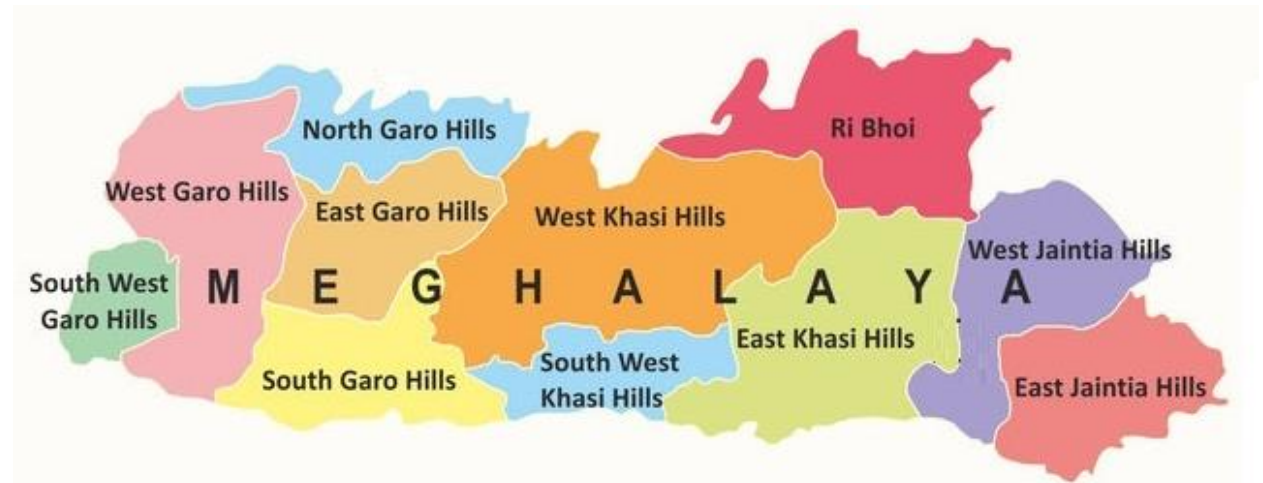 North Garo Hills
Ri Bhoi
West Garo Hills
East Garo Hills
West Khasi Hills
West Jaintia Hills
South West
Garo Hills
MEGHALAYA
East Khasi Hills
South West
Khasi Hills
South Garo Hills
East Jaintia Hills